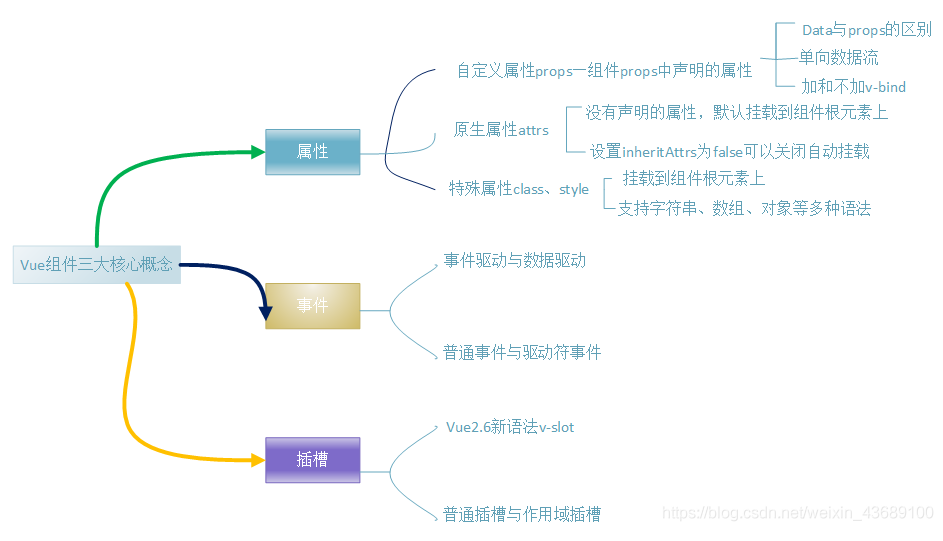 Vue组件三大核心概念
属性
自定义属性props一组件props中声明的属性
Data与props的区别
单向数据流
加和不加v-bind
原生属性attrs
没有声明的属性，默认挂载到组件根元素上
设置inheritAttrs为false可以关闭自动挂载
特殊属性class、style
挂载到组件根元素上
支持字符串、数组、对象等多种语法
事件
事件驱动与数据驱动
普通事件与驱动符事件
插槽
Vue2.6新语法v-slot
普通插槽与作用域插槽
https://blog.csdn.net/weixin_43689100